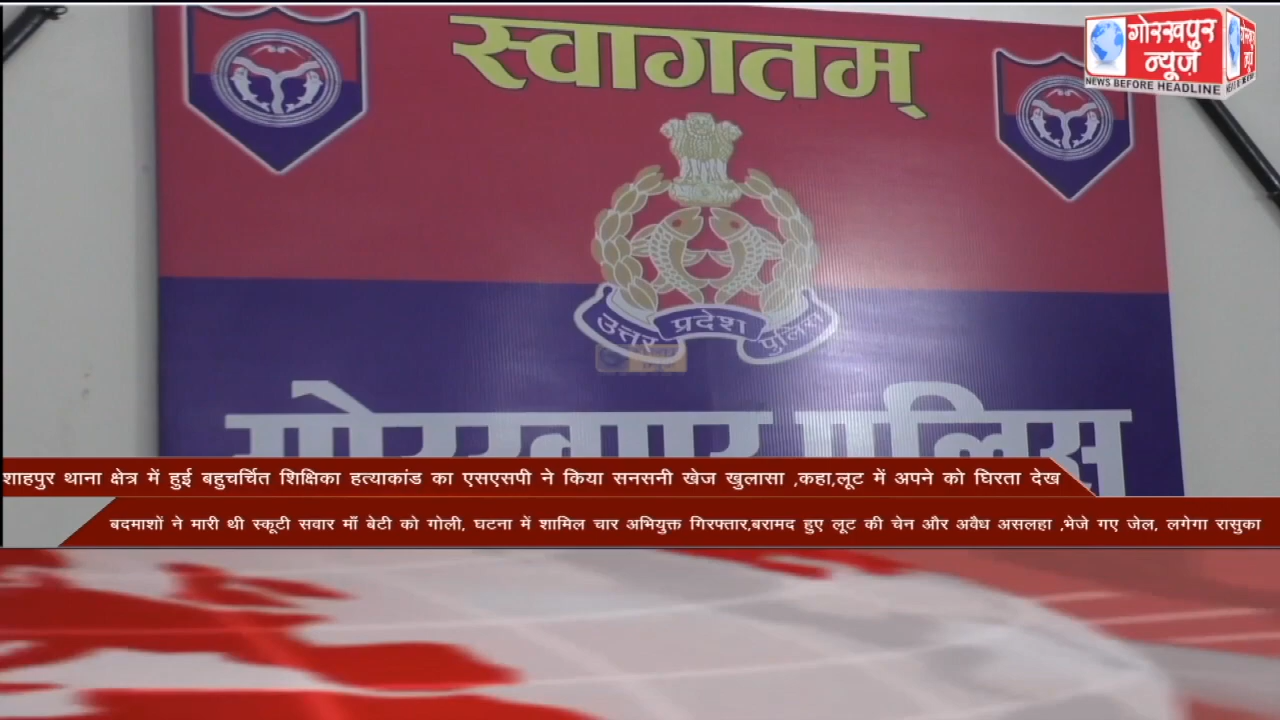 स्वागतम्
गोरखपुर
न्यूज़
NEWS BEFORE HEADLINE
उत्तर प्रदेश पुलिस
गोरखपुर पुलिस
शाहपुर थाना क्षेत्र में हुई बहुचर्चित शिक्षिका हत्याकांड का एसएसपी ने किया सनसनी खेज खुलासा ,कहा,लूट में अपने को घिरता देख
बदमाशों ने मारी थी स्कूटी सवार माँ बेटी को गोली, घटना में शामिल चार अभियुक्त गिरफ्तार,बरामद हुए लूट की चेन और अवैध असलहा ,भेजे गए जेल, लगेगा रासुका